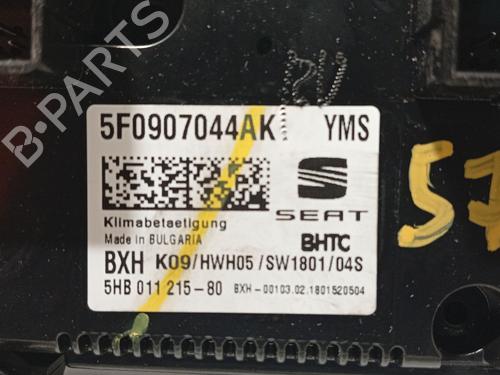 5F0907044AK YMS
SEAT
Klimabetaetigung
Made in BULGARIA
BHTC
BXH K09/HWH05/SW1801/04S
5HB 011 215-80 BXH-00103.02.1801520504
57
B-Parts